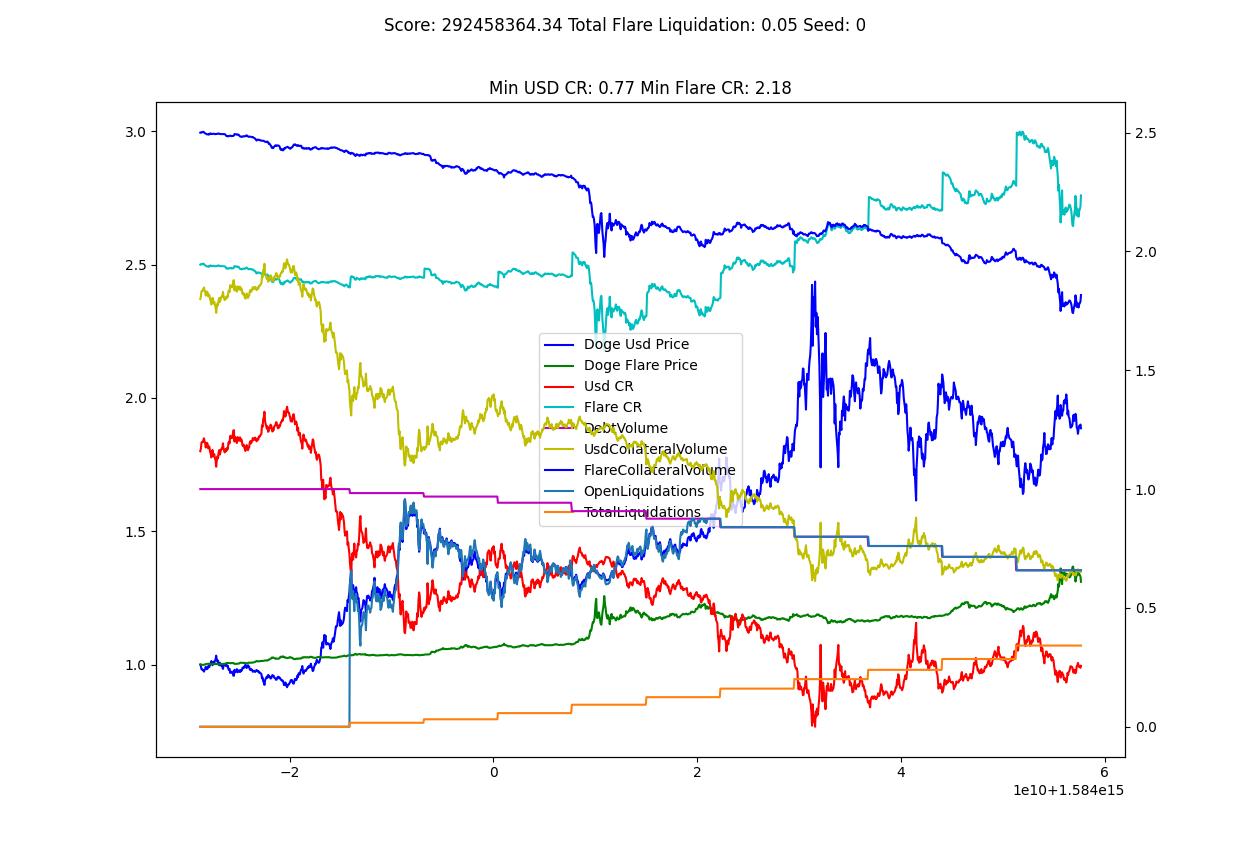 Score: 292458364.34 Total Flare Liquidation: 0.05 Seed: 0
Min USD CR: 0.77 Min Flare CR: 2.18
3.0
2.5
2.0
1.5
1.0
2.5
2.0
1.5
1.0
0.5
0.0
Doge Usd Price
Doge Flare Price
Usd CR
Flare CR
DebtVolume
UsdCollateralVolume
FlareCollateralVolume
OpenLiquidations
TotalLiquidations
−2 0 2 4 6
1e10+1.584e15